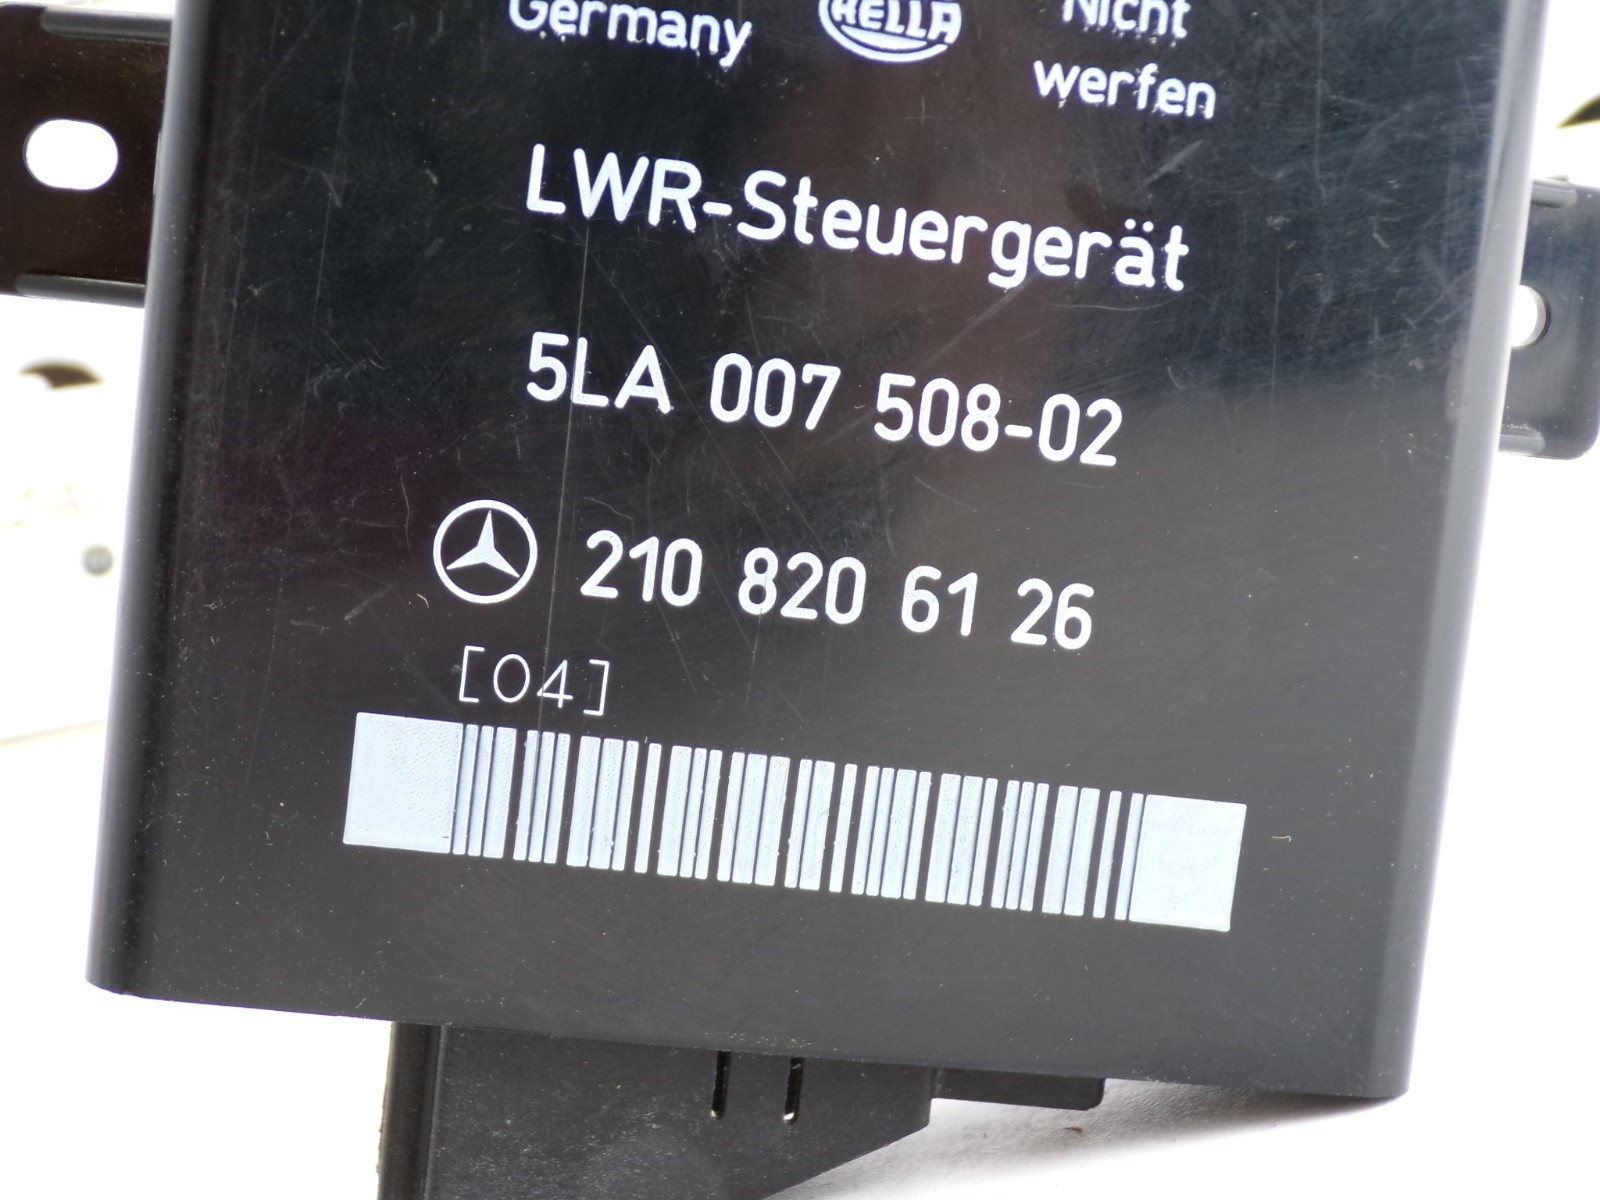 Germany HELLA Nicht
werfen
LWR-Steuergerät
5LA 007 508-02
210 820 61 26
[04]